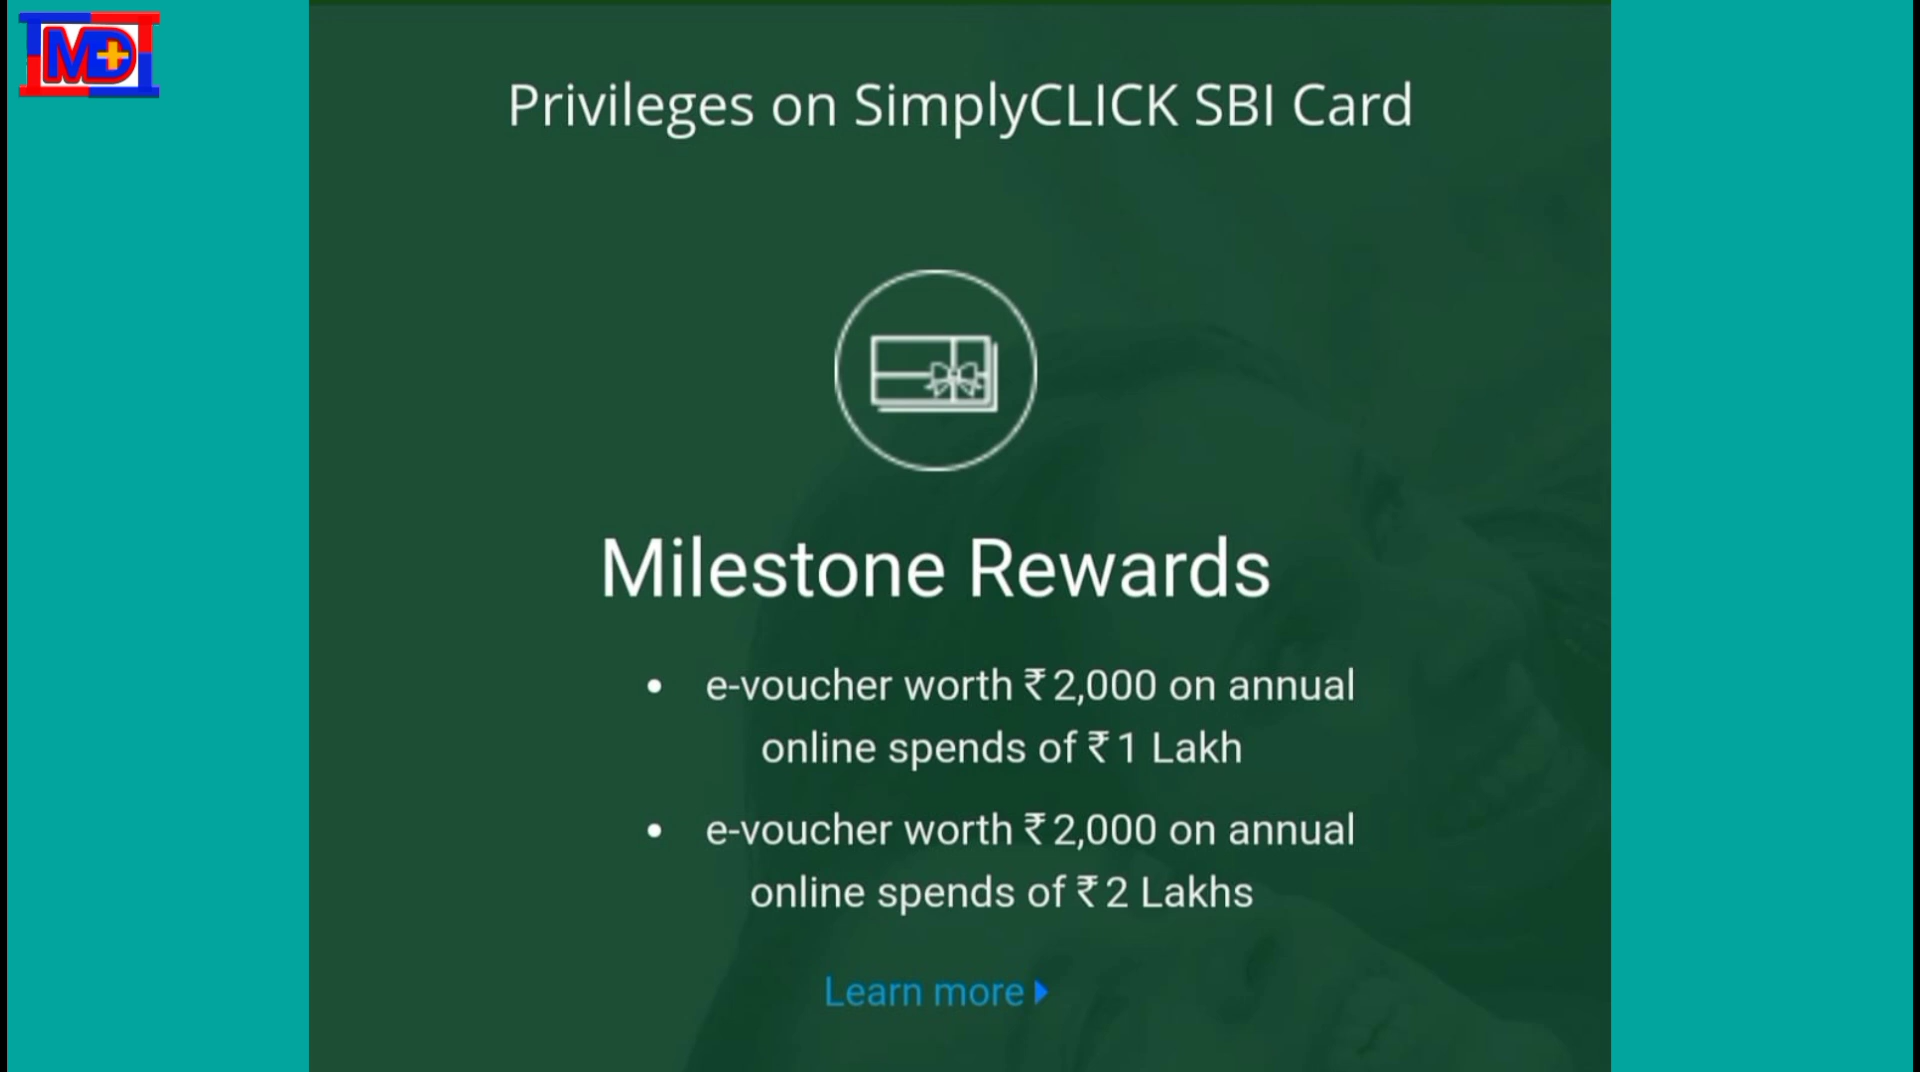 MD+
Privileges on SimplyCLICK SBI Card
Milestone Rewards
• e-voucher worth ₹2,000 on annual
online spends of ₹1 Lakh
• e-voucher worth ₹2,000 on annual
online spends of ₹2 Lakhs
Learn more